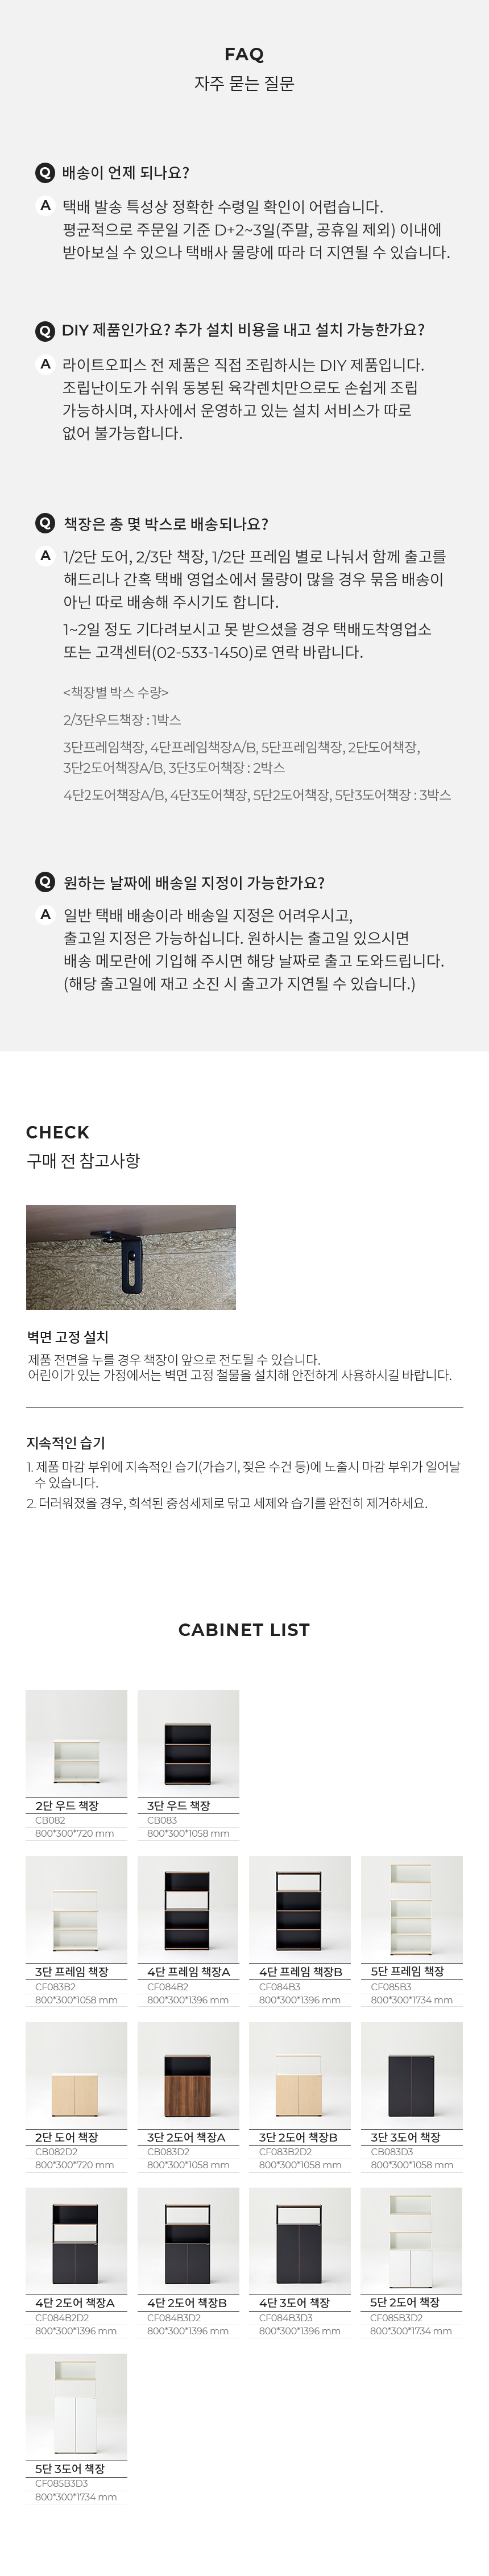 FAQ
자주 묻는 질문
Q 배송이 언제 되나요?
A 택배 발송 특성상 정확한 수령일 확인이 어렵습니다.
평균적으로 주문일 기준 D+2~3일(주말, 공휴일 제외) 이내에
받아보실 수 있으나 택배사 물량에 따라 더 지연될 수 있습니다.
Q DIY 제품인가요? 추가 설치 비용을 내고 설치 가능한가요?
A 라이트오피스 전 제품은 직접 조립하시는 DIY 제품입니다.
조립난이도가 쉬워 동봉된 육각렌치만으로도 손쉽게 조립
가능하시며, 자사에서 운영하고 있는 설치 서비스가 따로
없어 불가능합니다.
Q 책장은 총 몇 박스로 배송되나요?
A 1/2단 도어, 2/3단 책장, 1/2단 프레임 별로 나눠서 함께 출고를
해드리나 간혹 택배 영업소에서 물량이 많을 경우 묶음 배송이
아닌 따로 배송해 주시기도 합니다.
1~2일 정도 기다려보시고 못 받으셨을 경우 택배도착영업소
또는 고객센터(02-533-1450)로 연락 바랍니다.
<책장별 박스 수량>
2/3단우드책장 : 1박스
3단프레임책장, 4단프레임책장A/B, 5단프레임책장, 2단도어책장,
3단2도어책장A/B, 3단3도어책장 : 2박스
4단2도어책장A/B, 4단3도어책장, 5단2도어책장, 5단3도어책장 : 3박스
Q 원하는 날짜에 배송일 지정이 가능한가요?
A 일반 택배 배송이라 배송일 지정은 어려우시고,
출고일 지정은 가능하십니다. 원하시는 출고일 있으시면
배송 메모란에 기입해 주시면 해당 날짜로 출고 도와드립니다.
(해당 출고일에 재고 소진 시 출고가 지연될 수 있습니다.)
CHECK
구매 전 참고사항
벽면 고정 설치
제품 전면을 누를 경우 책장이 앞으로 전도될 수 있습니다.
어린이가 있는 가정에서는 벽면 고정 철물을 설치해 안전하게 사용하시길 바랍니다.
지속적인 습기
1. 제품 마감 부위에 지속적인 습기(가습기, 젖은 수건 등)에 노출시 마감 부위가 일어날
수 있습니다.
2. 더러워졌을 경우, 희석된 중성세제로 닦고 세제와 습기를 완전히 제거하세요.
CABINET LIST
2단 우드 책장 3단 우드 책장
CB082 CB083
800*300*720 mm 800*300*1058 mm
3단 프레임 책장 4단 프레임 책장A 4단 프레임 책장B 5단 프레임 책장
CF083B2 CF084B2 CF084B3 CF085B3
800*300*1058 mm 800*300*1396 mm 800*300*1396 mm 800*300*1734 mm
2단 도어 책장 3단 2도어 책장A 3단 2도어 책장B 3단 3도어 책장
CB082D2 CB083D2 CF083B2D2 CB083D3
800*300*720 mm 800*300*1058 mm 800*300*1058 mm 800*300*1058 mm
4단 2도어 책장A 4단 2도어 책장B 4단 3도어 책장 5단 2도어 책장
CF084B2D2 CF084B3D2 CF084B3D3 CF085B3D2
800*300*1396 mm 800*300*1396 mm 800*300*1396 mm 800*300*1734 mm
5단 3도어 책장
CF085B3D3
800*300*1734 mm